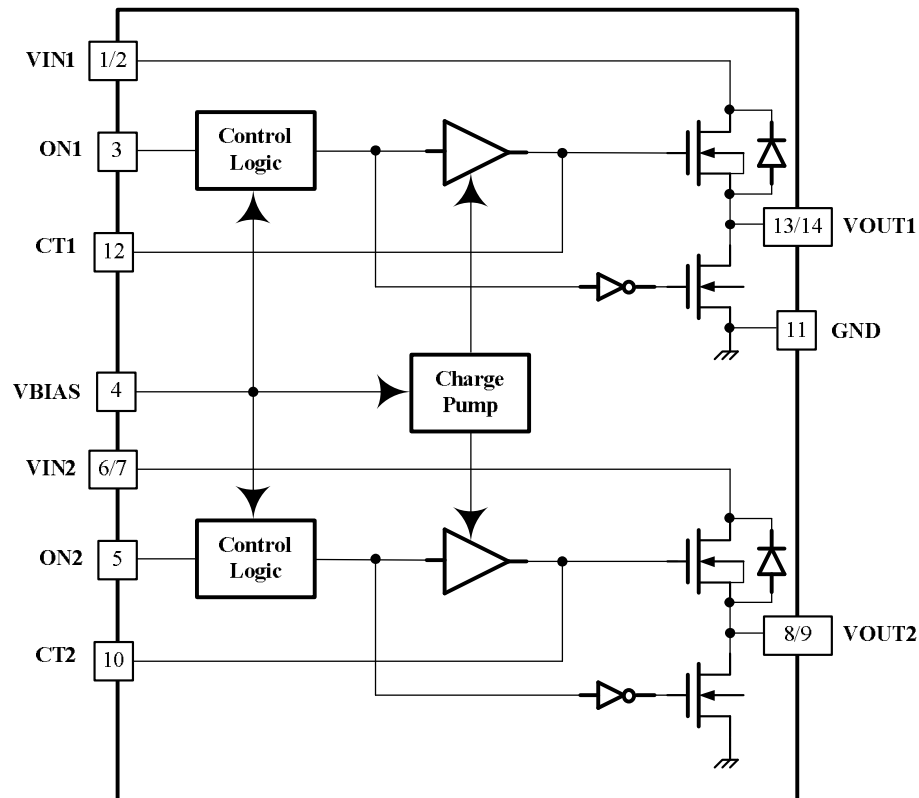 VIN1 1/2
ON1 3
Control
Logic
CT1 12
13/14 VOUT1
11 GND
VBIAS 4
Charge
Pump
VIN2 6/7
ON2 5
Control
Logic
CT2 10
8/9 VOUT2